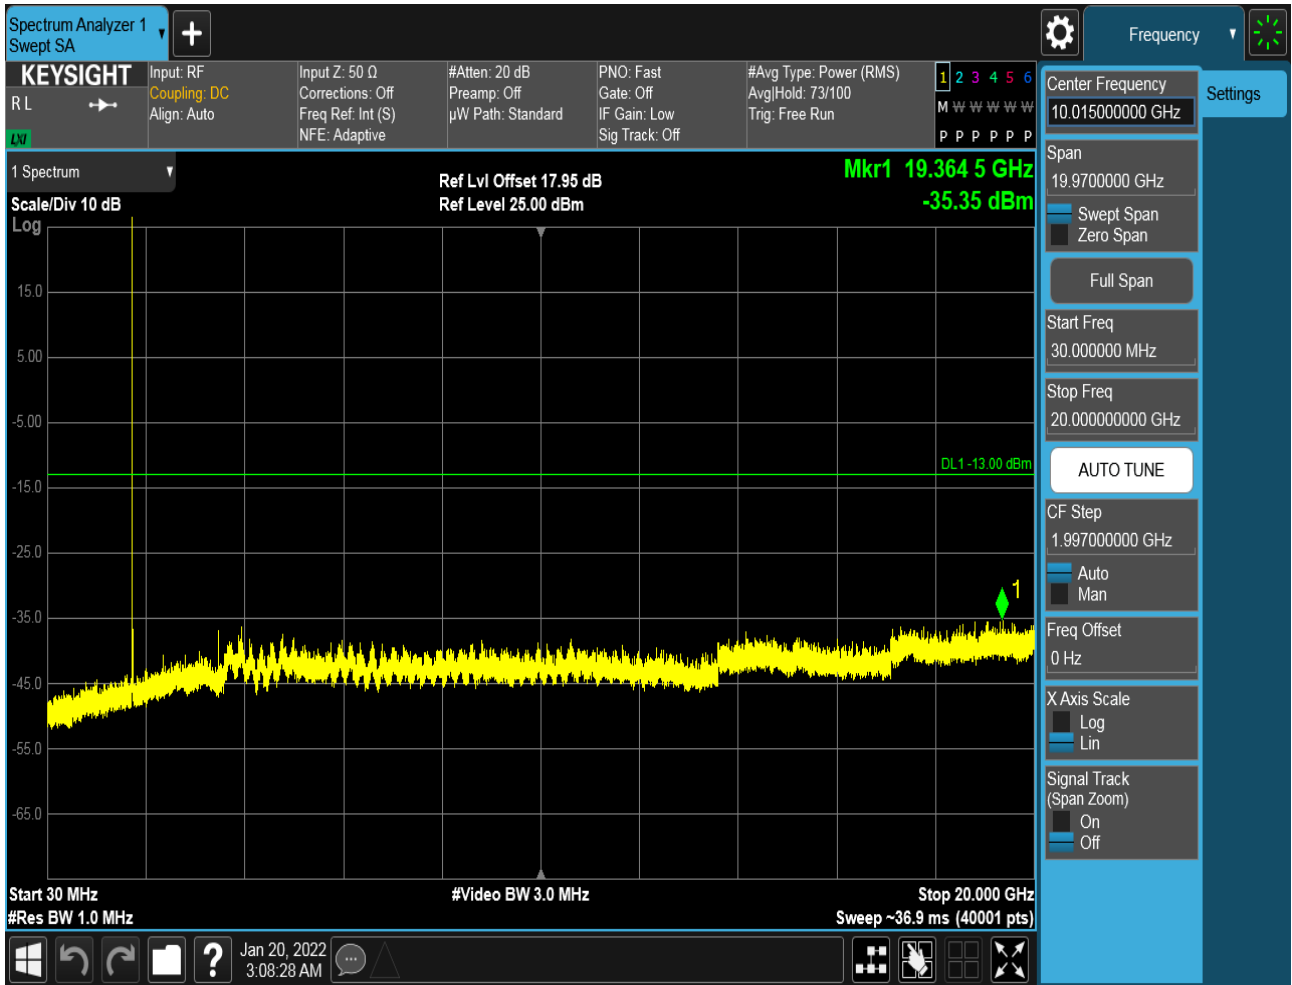 Spectrum Analyzer 1
Swept SA
+
Frequency
KEYSIGHT
R L
LXI
Input: RF
Coupling: DC
Align: Auto
Input Z: 50 Ω
Corrections: Off
Freq Ref: Int (S)
NFE: Adaptive
#Atten: 20 dB
Preamp: Off
µW Path: Standard
PNO: Fast
Gate: Off
IF Gain: Low
Sig Track: Off
#Avg Type: Power (RMS)
Avg|Hold: 73/100
Trig: Free Run
1 2 3 4 5 6
M W W W W W
P P P P P P
1 Spectrum
Scale/Div 10 dB
Log
Ref Lvl Offset 17.95 dB
Ref Level 25.00 dBm
Mkr1 19.364 5 GHz
-35.35 dBm
15.0
5.00
-5.00
-15.0
-25.0
-35.0
-45.0
-55.0
-65.0
DL1 -13.00 dBm
1
Start 30 MHz
#Res BW 1.0 MHz
#Video BW 3.0 MHz
Stop 20.000 GHz
Sweep ~36.9 ms (40001 pts)
Center Frequency
10.015000000 GHz
Settings
Span
19.9700000 GHz
Swept Span
Zero Span
Full Span
Start Freq
30.000000 MHz
Stop Freq
20.000000000 GHz
AUTO TUNE
CF Step
1.997000000 GHz
Auto
Man
Freq Offset
0 Hz
X Axis Scale
Log
Lin
Signal Track
(Span Zoom)
On
Off
?
Jan 20, 2022
3:08:28 AM